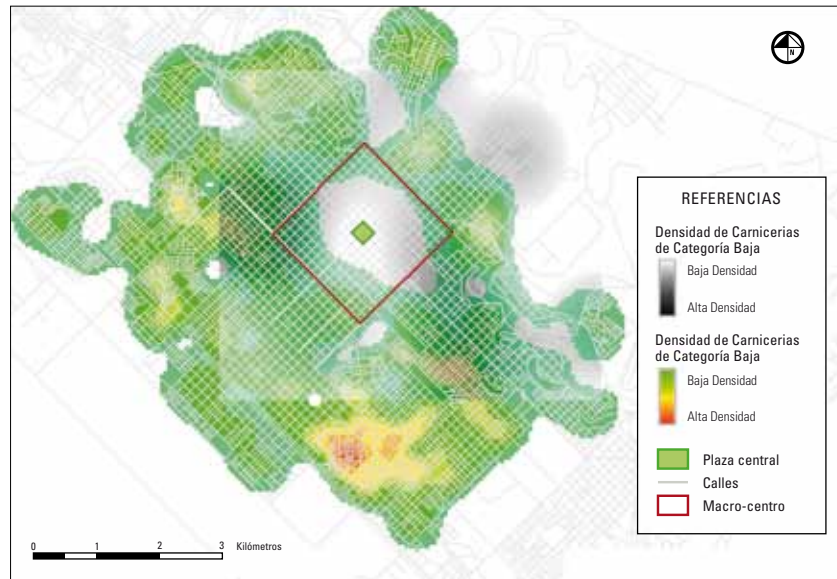 N
REFERENCIAS
Densidad de Carnicerias
de Categoría Baja
Baja Densidad
Alta Densidad
Densidad de Carnicerias
de Categoría Baja
Baja Densidad
Alta Densidad
Plaza central
Calles
Macro-centro
0 1 2 3 Kilómetros